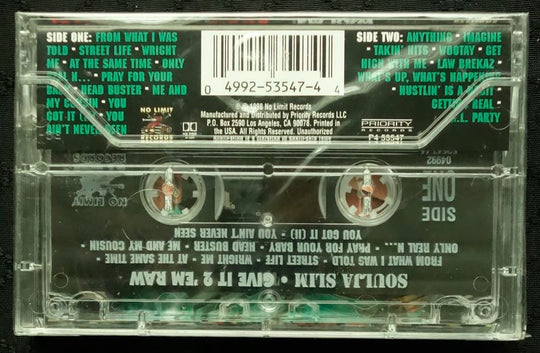 SIDE ONE: FROM WHAT I WAS
TOLD • STREET LIFE • WRIGHT
ME • AT THE SAME TIME • ONLY
REAL N... • PRAY FOR YOUR
BABY • HEAD BUSTER • ME AND
MY COUSIN • YOU
GOT IT (I) • YOU
AIN'T NEVER SEEN
0 4992-53547-4 4
NO LIMIT
RECORDS
1998 No Limit Records
Manufactured and Distributed by Priority Records LLC
P.O. Box 2590 Los Angeles, CA 90078. Printed in
the USA. All Rights Reserved. Unauthorized
SIDE TWO: ANYTHING • IMAGINE
• TAKIN' HITS • WOOTAY • GET
HIGH WITH ME • LAW BREKAZ •
WHAT'S UP, WHAT'S HAPPENING
• HUSTLIN' IS A
GETTIN' REAL •
PARTY
PRIORITY
RECORDS
P4 53547
SOULJA SLIM • GIVE IT 2 'EM RAW
FROM WHAT I WAS TOLD • STREET LIFE • WRIGHT ME • AT THE SAME TIME
ONLY REAL N... • PRAY FOR YOUR BABY • HEAD BUSTER • ME AND MY COUSIN
YOU GOT IT (I) • YOU AIN'T NEVER SEEN
SIDE
ONE
NO LIMIT
RECORDS